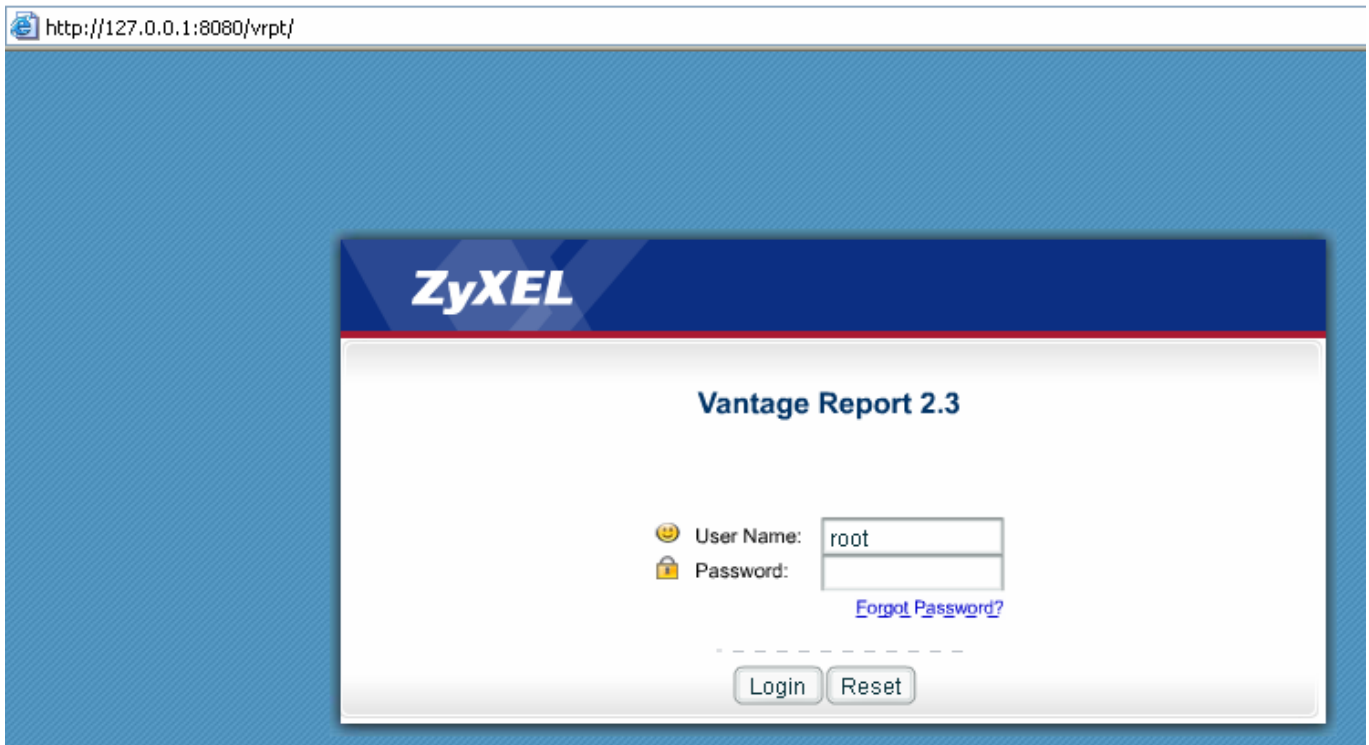 http://127.0.0.1:8080/vrpt/
ZyXEL
Vantage Report 2.3
User Name: root
Password:
Forgot Password?
Login Reset